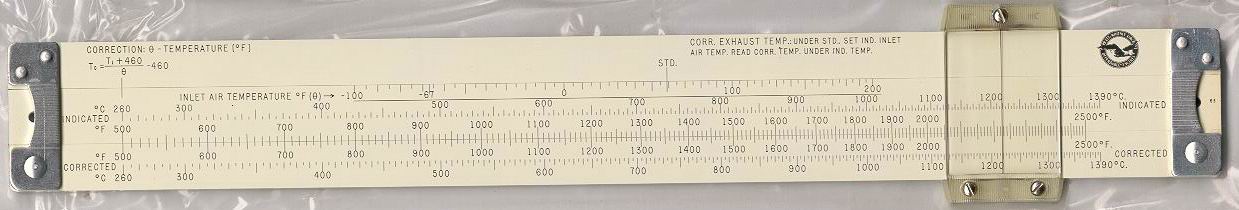 CORRECTION: θ - TEMPERATURE (°F)
Tc = (Ti + 460) / θ - 460
CORR. EXHAUST TEMP.: UNDER STD. SET IND. INLET
AIR TEMP. READ CORR. TEMP. UNDER IND. TEMP.
STD.
INLET AIR TEMPERATURE °F (θ) → -100 -67 0 100 200
°C 260 300 400 500 600 700 800 900 1000 1100 1200 1300 1390°C.
INDICATED INDICATED
°F 500 600 700 800 900 1000 1100 1200 1300 1400 1500 1600 1700 1800 1900 2000 2500°F.
°F 500 600 700 800 900 1000 1100 1200 1300 1400 1500 1600 1700 1800 1900 2000 2500°F.
CORRECTED CORRECTED
°C 260 300 400 500 600 700 800 900 1000 1100 1200 1300 1390°C.